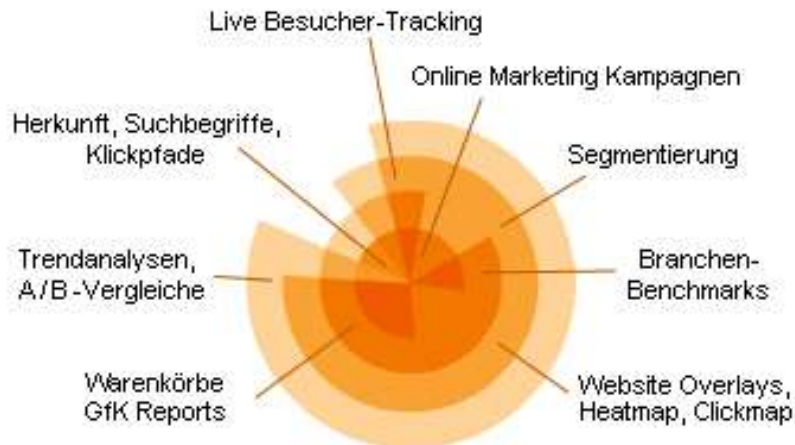 Live Besucher-Tracking
Online Marketing Kampagnen
Herkunft, Suchbegriffe,
Klickpfade
Segmentierung
Trendanalysen,
A/B-Vergleiche
Branchen-
Benchmarks
Warenkörbe
GfK Reports
Website Overlays,
Heatmap, Clickmap